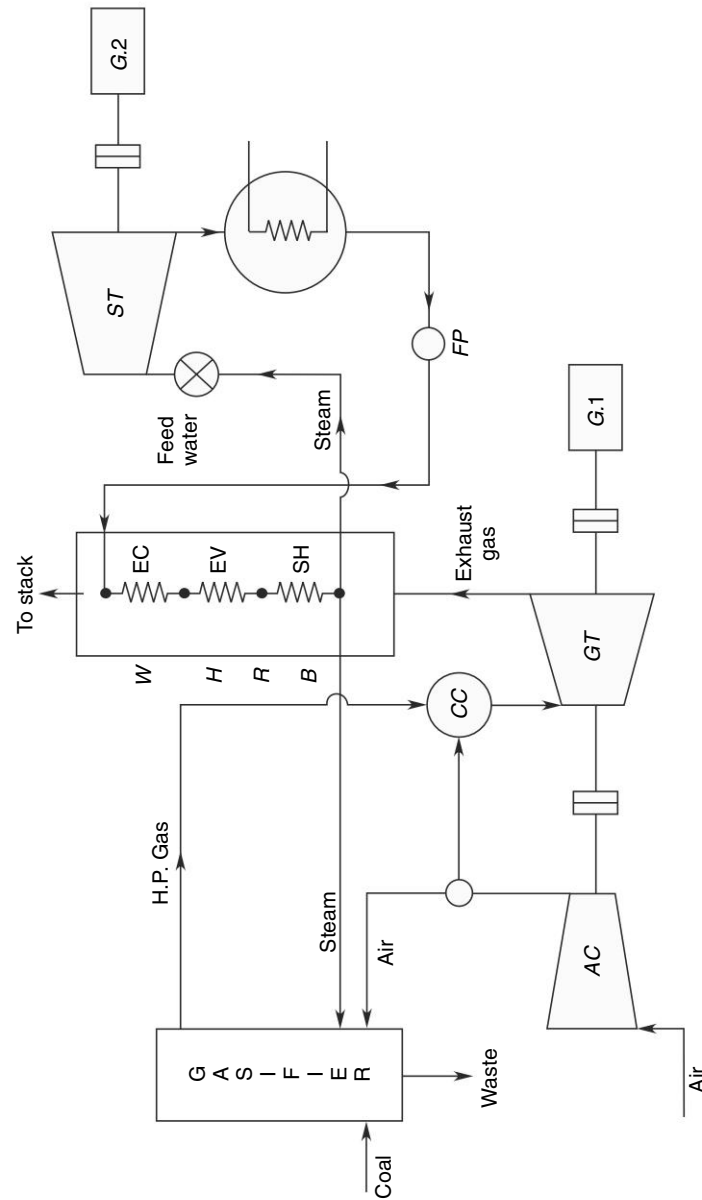 G.2
ST
Feed
water
Steam
FP
To stack
EC
EV
SH
W
H
R
B
Exhaust
gas
G.1
GT
CC
H.P. Gas
Steam
Air
AC
Air
GASIFIER
Waste
Coal